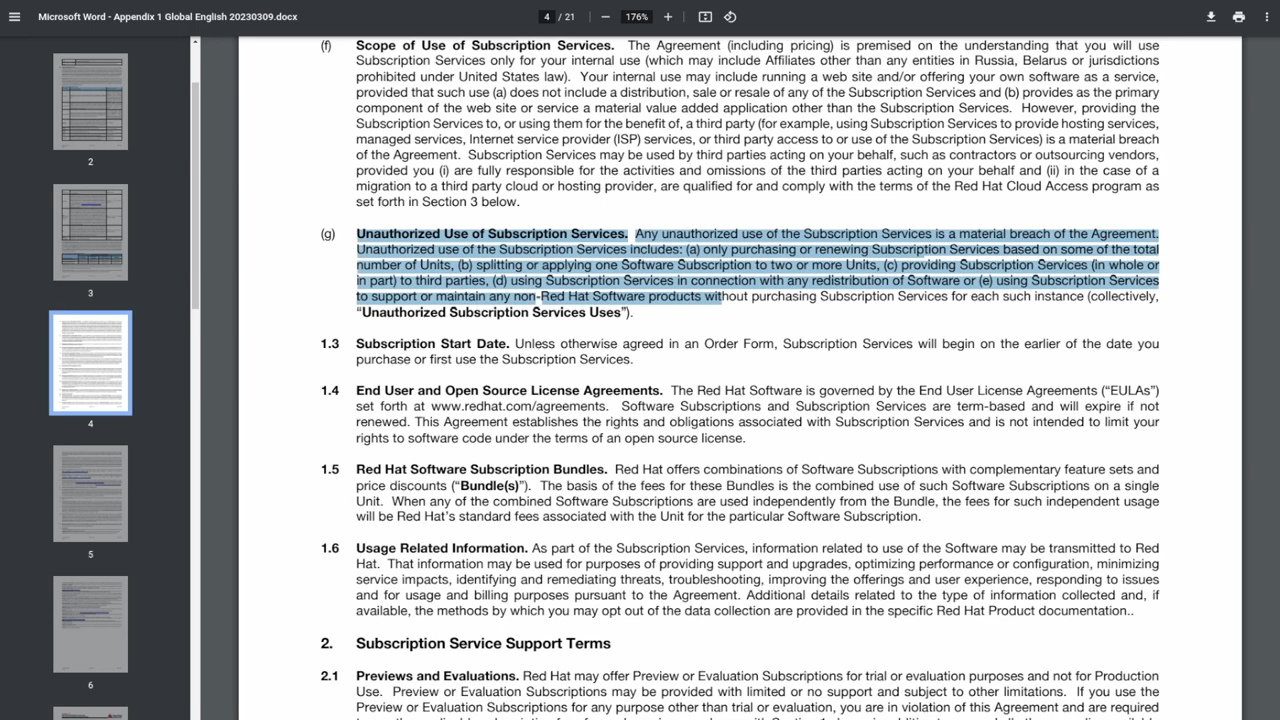 Microsoft Word - Appendix 1 Global English 20230309.docx
4 / 21
176%
2
3
4
5
6
(f) Scope of Use of Subscription Services. The Agreement (including pricing) is premised on the understanding that you will use
Subscription Services only for your internal use (which may include Affiliates other than any entities in Russia, Belarus or jurisdictions
prohibited under United States law). Your internal use may include running a web site and/or offering your own software as a service,
provided that such use (a) does not include a distribution, sale or resale of any of the Subscription Services and (b) provides as the primary
component of the web site or service a material value added application other than the Subscription Services. However, providing the
Subscription Services to, or using them for the benefit of, a third party (for example, using Subscription Services to provide hosting services,
managed services, Internet service provider (ISP) services, or third party access to or use of the Subscription Services) is a material breach
of the Agreement. Subscription Services may be used by third parties acting on your behalf, such as contractors or outsourcing vendors,
provided you (i) are fully responsible for the activities and omissions of the third parties acting on your behalf and (ii) in the case of a
migration to a third party cloud or hosting provider, are qualified for and comply with the terms of the Red Hat Cloud Access program as
set forth in Section 3 below.
(g) Unauthorized Use of Subscription Services. Any unauthorized use of the Subscription Services is a material breach of the Agreement.
Unauthorized use of the Subscription Services includes: (a) only purchasing or renewing Subscription Services based on some of the total
number of Units, (b) splitting or applying one Software Subscription to two or more Units, (c) providing Subscription Services (in whole or
in part) to third parties, (d) using Subscription Services in connection with any redistribution of Software or (e) using Subscription Services
to support or maintain any non-Red Hat Software products without purchasing Subscription Services for each such instance (collectively,
“Unauthorized Subscription Services Uses”).
1.3 Subscription Start Date. Unless otherwise agreed in an Order Form, Subscription Services will begin on the earlier of the date you
purchase or first use the Subscription Services.
1.4 End User and Open Source License Agreements. The Red Hat Software is governed by the End User License Agreements (“EULAs”)
set forth at www.redhat.com/agreements. Software Subscriptions and Subscription Services are term-based and will expire if not
renewed. This Agreement establishes the rights and obligations associated with Subscription Services and is not intended to limit your
rights to software code under the terms of an open source license.
1.5 Red Hat Software Subscription Bundles. Red Hat offers combinations of Software Subscriptions with complementary feature sets and
price discounts (“Bundle(s)”). The basis of the fees for these Bundles is the combined use of such Software Subscriptions on a single
Unit. When any of the combined Software Subscriptions are used independently from the Bundle, the fees for such independent usage
will be Red Hat’s standard fees associated with the Unit for the particular Software Subscription.
1.6 Usage Related Information. As part of the Subscription Services, information related to use of the Software may be transmitted to Red
Hat. That information may be used for purposes of providing support and upgrades, optimizing performance or configuration, minimizing
service impacts, identifying and remediating threats, troubleshooting, improving the offerings and user experience, responding to issues
and for usage and billing purposes pursuant to the Agreement. Additional details related to the type of information collected and, if
available, the methods by which you may opt out of the data collection are provided in the specific Red Hat Product documentation..
2. Subscription Service Support Terms
2.1 Previews and Evaluations. Red Hat may offer Preview or Evaluation Subscriptions for trial or evaluation purposes and not for Production
Use. Preview or Evaluation Subscriptions may be provided with limited or no support and subject to other limitations. If you use the
Preview or Evaluation Subscriptions for any purpose other than trial or evaluation, you are in violation of this Agreement and are required